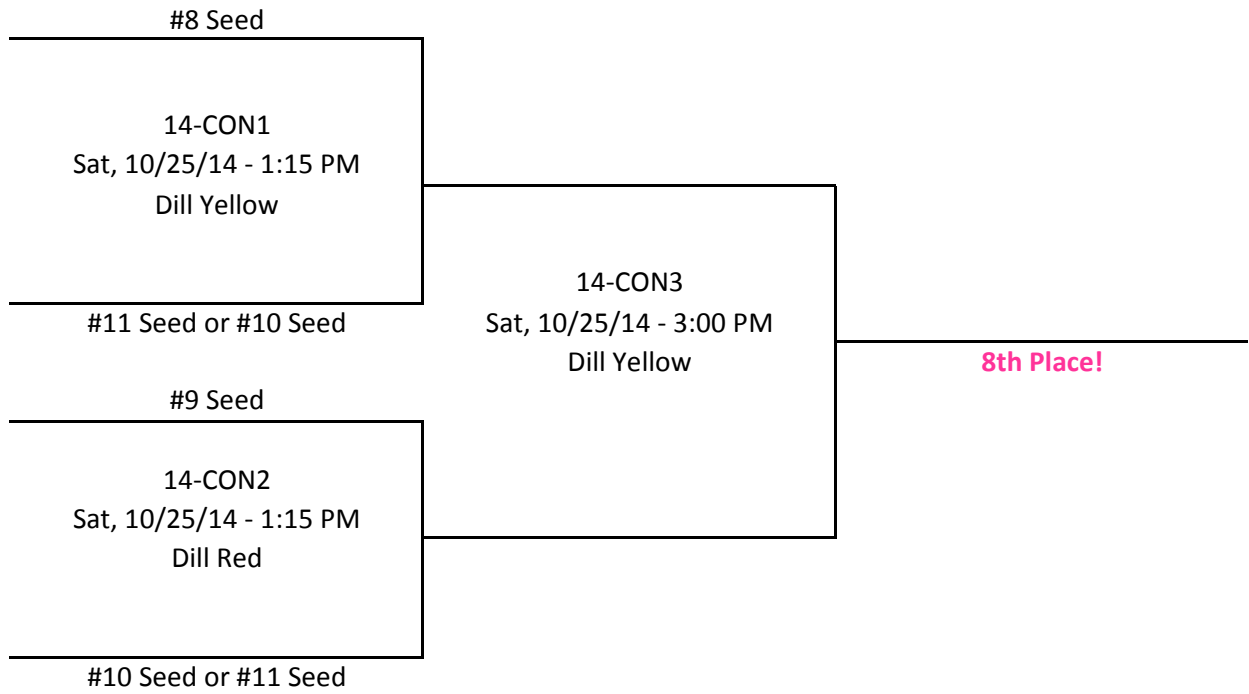 #8 Seed
14-CON1
Sat, 10/25/14 - 1:15 PM
Dill Yellow
#11 Seed or #10 Seed
14-CON3
Sat, 10/25/14 - 3:00 PM
Dill Yellow
8th Place!
#9 Seed
14-CON2
Sat, 10/25/14 - 1:15 PM
Dill Red
#10 Seed or #11 Seed